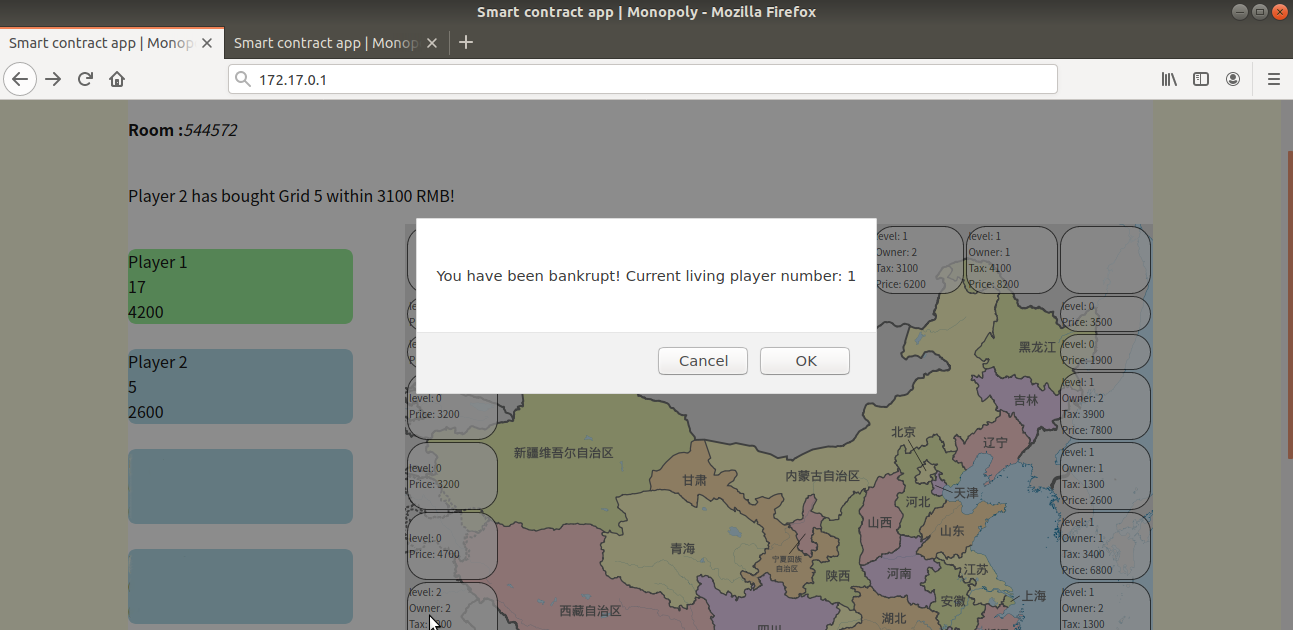 Smart contract app | Monopoly - Mozilla Firefox
Smart contract app | Monop
Smart contract app | Monop
172.17.0.1
Room :544572
Player 2 has bought Grid 5 within 3100 RMB!
Player 1
17
4200
Player 2
5
2600
You have been bankrupt! Current living player number: 1
Cancel
OK
level: 1
Owner: 2
Tax: 3100
Price: 6200
level: 1
Owner: 1
Tax: 4100
Price: 8200
level: 0
Price: 3500
level: 0
Price: 1900
level: 1
Owner: 2
Tax: 3900
Price: 7800
level: 1
Owner: 1
Tax: 1300
Price: 2600
level: 1
Owner: 1
Tax: 3400
Price: 6800
level: 1
Owner: 2
Tax: 1300
level: 0
Price: 3200
level: 0
Price: 3200
level: 0
Price: 4700
level: 2
Owner: 2
黑龙江
吉林
辽宁
北京
新疆维吾尔自治区
甘肃
内蒙古自治区
天津
河北
山西
山东
青海
宁夏回族
自治区
陕西
河南
江苏
安徽
上海
西藏自治区
湖北
四川